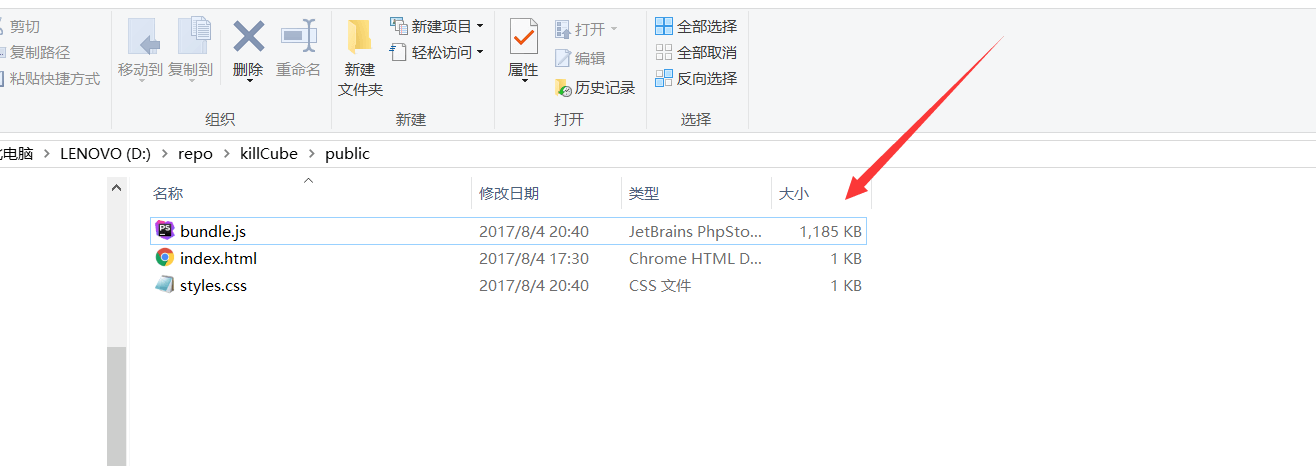 剪切
复制路径
粘贴快捷方式
移动到
复制到
删除
重命名
组织
新建
文件夹
新建项目
轻松访问
新建
属性
打开
编辑
历史记录
打开
全部选择
全部取消
反向选择
选择
电脑 > LENOVO (D:) > repo > killCube > public
名称 修改日期 类型 大小
bundle.js 2017/8/4 20:40 JetBrains PhpSto... 1,185 KB
index.html 2017/8/4 17:30 Chrome HTML D... 1 KB
styles.css 2017/8/4 20:40 CSS 文件 1 KB